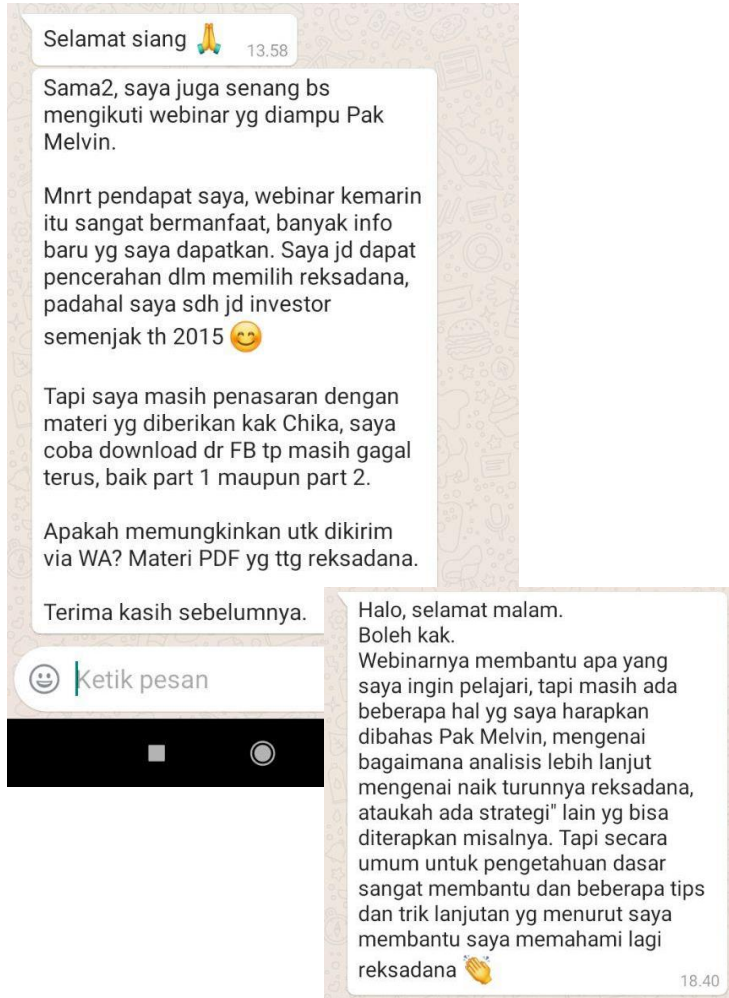 Selamat siang 🙏
13.58
Sama2, saya juga senang bs
mengikuti webinar yg diampu Pak
Melvin.
Mnrt pendapat saya, webinar kemarin
itu sangat bermanfaat, banyak info
baru yg saya dapatkan. Saya jd dapat
pencerahan dlm memilih reksadana,
padahal saya sdh jd investor
semenjak th 2015 😊
Tapi saya masih penasaran dengan
materi yg diberikan kak Chika, saya
coba download dr FB tp masih gagal
terus, baik part 1 maupun part 2.
Apakah memungkinkan utk dikirim
via WA? Materi PDF yg ttg reksadana.
Terima kasih sebelumnya.
Ketik pesan
Halo, selamat malam.
Boleh kak.
Webinarnya membantu apa yang
saya ingin pelajari, tapi masih ada
beberapa hal yg saya harapkan
dibahas Pak Melvin, mengenai
bagaimana analisis lebih lanjut
mengenai naik turunnya reksadana,
ataukah ada strategi" lain yg bisa
diterapkan misalnya. Tapi secara
umum untuk pengetahuan dasar
sangat membantu dan beberapa tips
dan trik lanjutan yg menurut saya
membantu saya memahami lagi
reksadana 👏
18.40